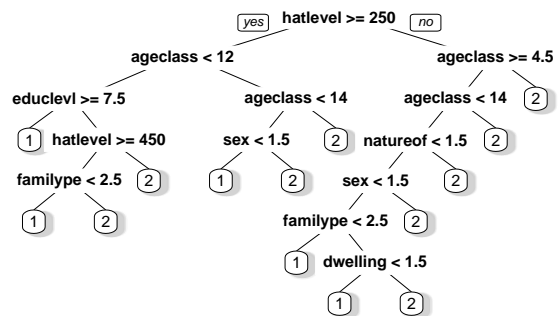 yes hatlevel >= 250 no
ageclass < 12 ageclass >= 4.5
educlevl >= 7.5 ageclass < 14 ageclass < 14 2
1 hatlevel >= 450 sex < 1.5 2 natureof < 1.5 2
familype < 2.5 2 1 2 sex < 1.5 2
1 2 familype < 2.5 2
1 dwelling < 1.5
1 2